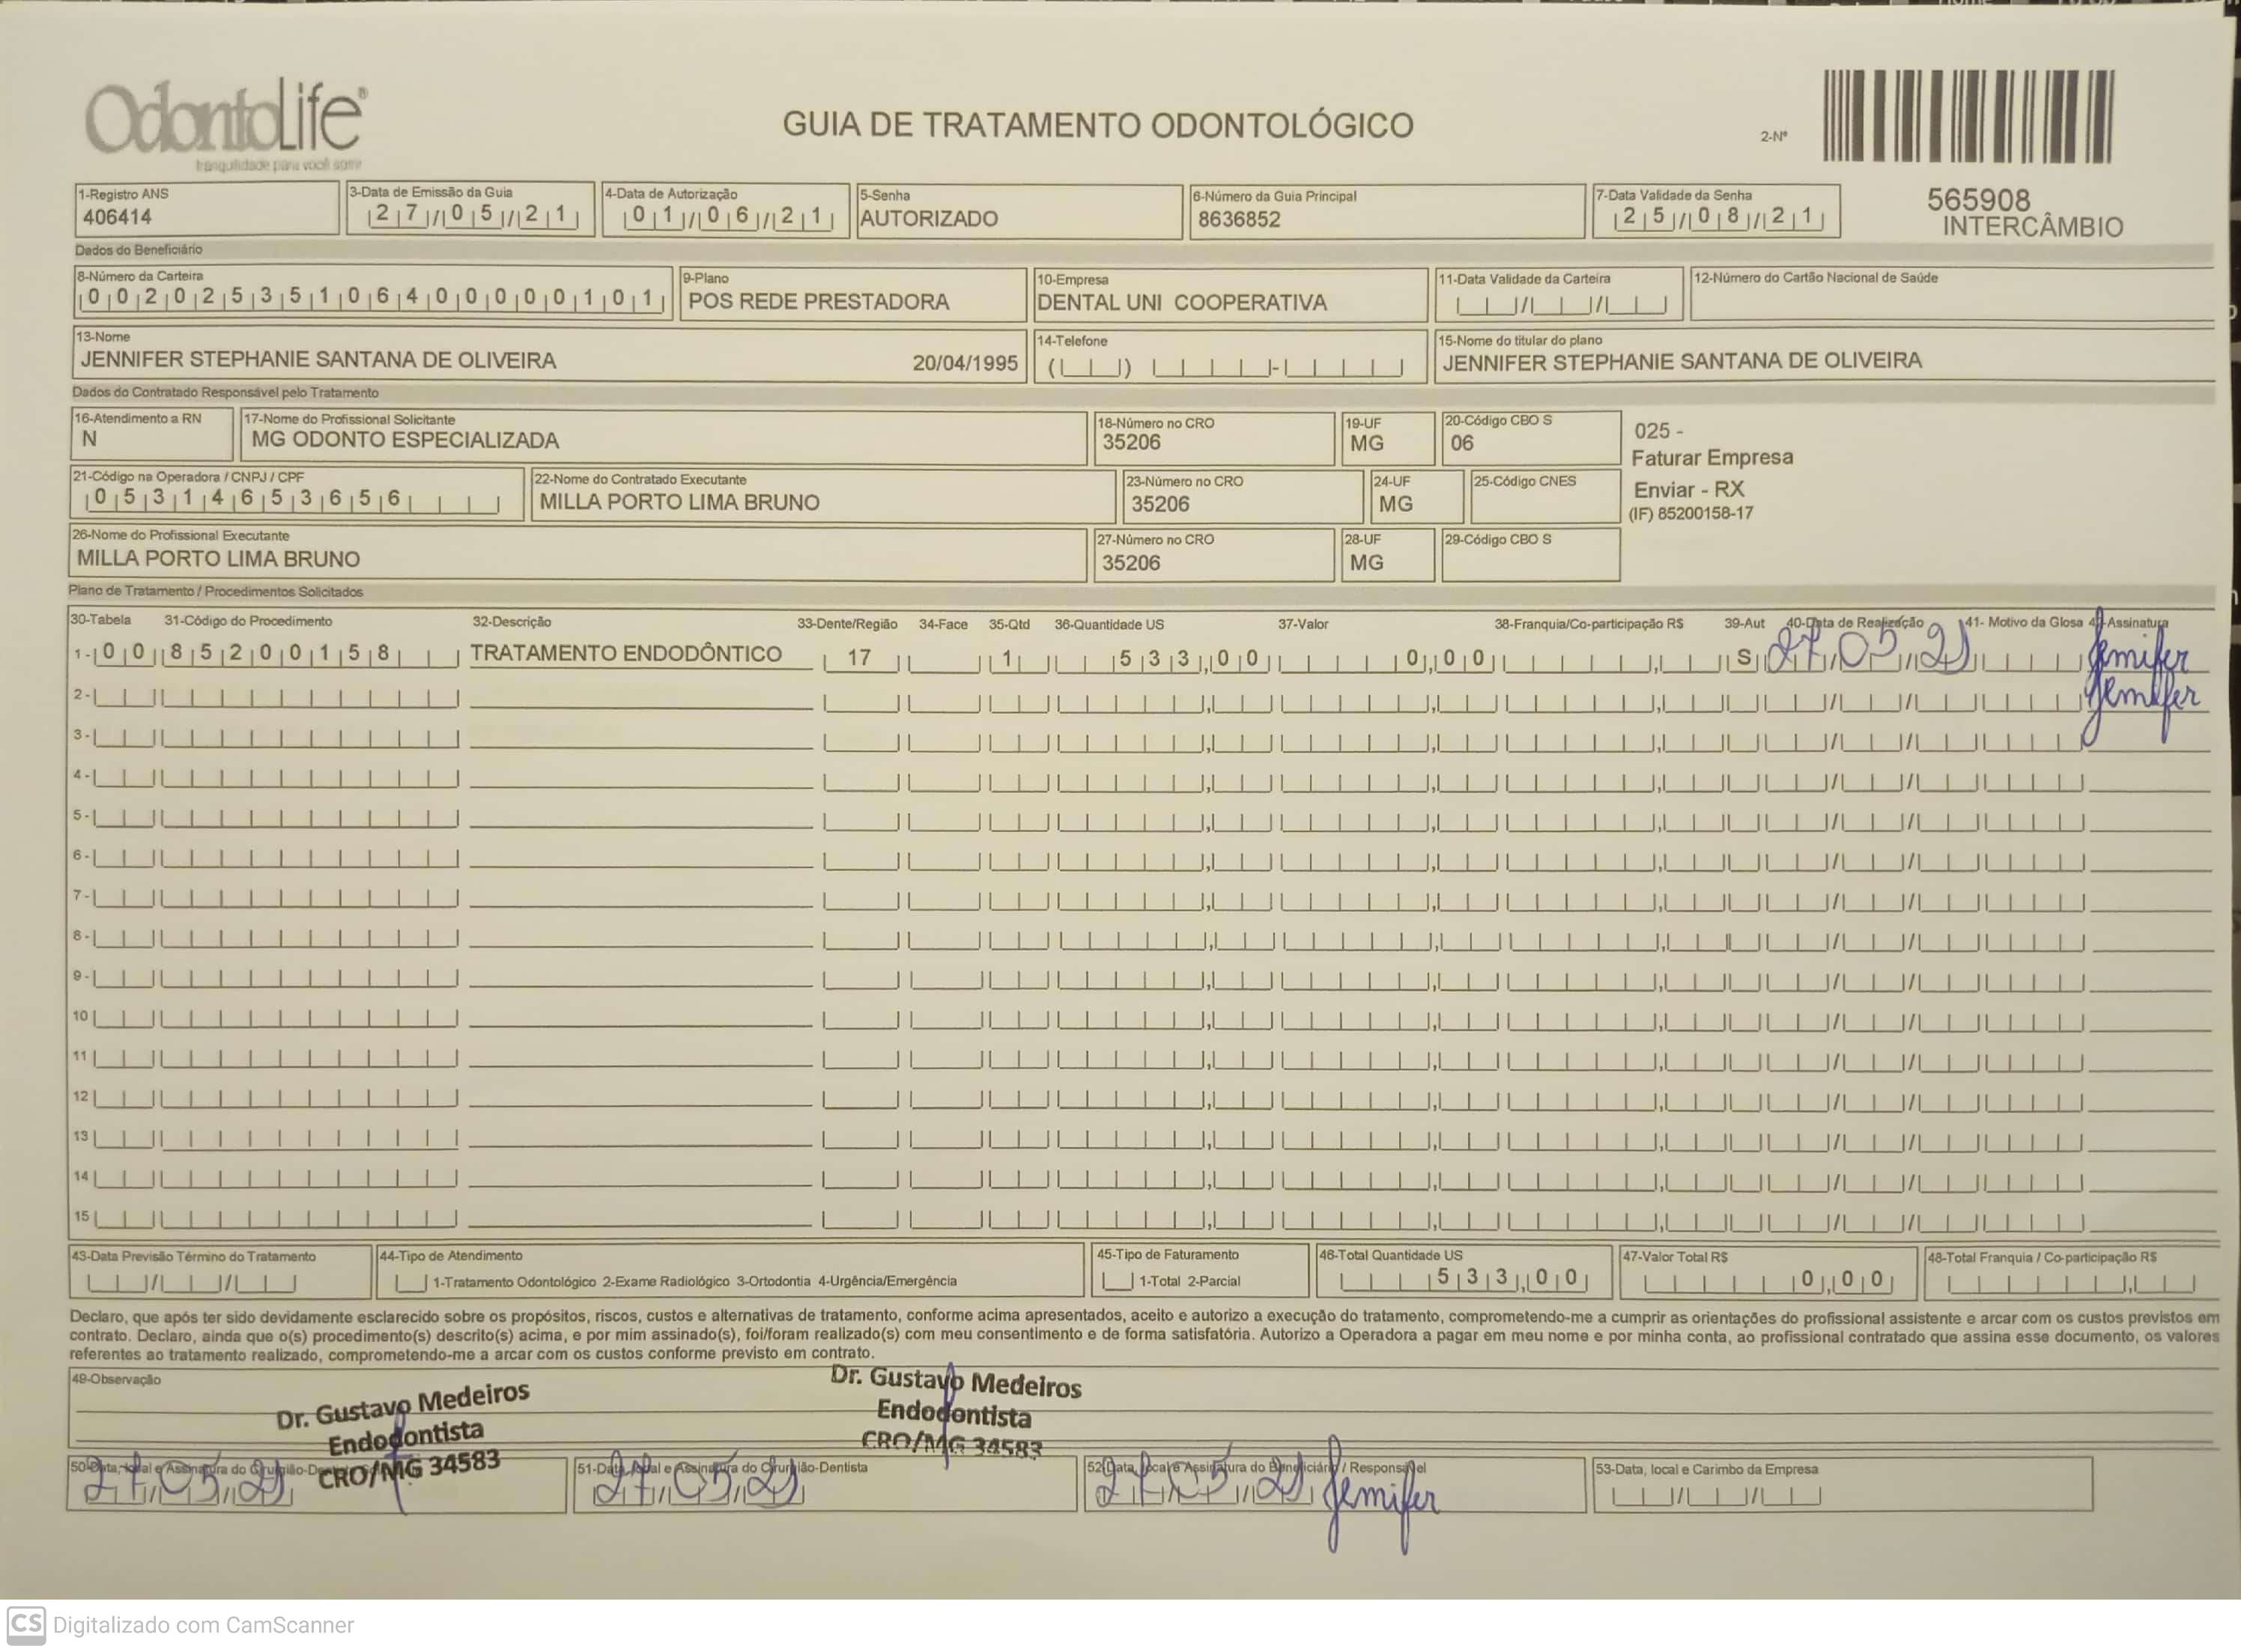 OdontoLife®
tranquilidade para você sorrir
GUIA DE TRATAMENTO ODONTOLÓGICO
2-Nº
565908
INTERCÂMBIO
1-Registro ANS
406414
3-Data de Emissão da Guia
27/05/21
4-Data de Autorização
01/06/21
5-Senha
AUTORIZADO
6-Número da Guia Principal
8636852
7-Data Validade da Senha
25/08/21
Dados do Beneficiário
8-Número da Carteira
00202535106400000101
9-Plano
POS REDE PRESTADORA
10-Empresa
DENTAL UNI COOPERATIVA
11-Data Validade da Carteira
12-Número do Cartão Nacional de Saúde
13-Nome
JENNIFER STEPHANIE SANTANA DE OLIVEIRA 20/04/1995
14-Telefone
15-Nome do titular do plano
JENNIFER STEPHANIE SANTANA DE OLIVEIRA
Dados do Contratado Responsável pelo Tratamento
16-Atendimento a RN
N
17-Nome do Profissional Solicitante
MG ODONTO ESPECIALIZADA
18-Número no CRO
35206
19-UF
MG
20-Código CBO S
06
025 -
Faturar Empresa
Enviar - RX
(IF) 85200158-17
21-Código na Operadora / CNPJ / CPF
05314653656
22-Nome do Contratado Executante
MILLA PORTO LIMA BRUNO
23-Número no CRO
35206
24-UF
MG
25-Código CNES
26-Nome do Profissional Executante
MILLA PORTO LIMA BRUNO
27-Número no CRO
35206
28-UF
MG
29-Código CBO S
Plano de Tratamento / Procedimentos Solicitados
30-Tabela 31-Código do Procedimento 32-Descrição 33-Dente/Região 34-Face 35-Qtd 36-Quantidade US 37-Valor 38-Franquia/Co-participação R$ 39-Aut 40-Data de Realização 41- Motivo da Glosa 42-Assinatura
1- 00 85200158 TRATAMENTO ENDODÔNTICO 17 1 533,00 0,00 S 27/05/21 Jennifer
2- Jennifer
3-
4-
5-
6-
7-
8-
9-
10
11
12
13
14
15
43-Data Previsão Término do Tratamento
44-Tipo de Atendimento
1-Tratamento Odontológico 2-Exame Radiológico 3-Ortodontia 4-Urgência/Emergência
45-Tipo de Faturamento
1-Total 2-Parcial
46-Total Quantidade US
533,00
47-Valor Total R$
0,00
48-Total Franquia / Co-participação R$
Declaro, que após ter sido devidamente esclarecido sobre os propósitos, riscos, custos e alternativas de tratamento, conforme acima apresentados, aceito e autorizo a execução do tratamento, comprometendo-me a cumprir as orientações do profissional assistente e arcar com os custos previstos em
contrato. Declaro, ainda que o(s) procedimento(s) descrito(s) acima, e por mim assinado(s), foi/foram realizado(s) com meu consentimento e de forma satisfatória. Autorizo a Operadora a pagar em meu nome e por minha conta, ao profissional contratado que assina esse documento, os valores
referentes ao tratamento realizado, comprometendo-me a arcar com os custos conforme previsto em contrato.
49-Observação
Dr. Gustavo Medeiros
Endodontista
CRO/MG 34583
Dr. Gustavo Medeiros
Endodontista
CRO/MG 34583
50-Data, local e Assinatura do Cirurgião-Dentista
27/05/21
51-Data, local e Assinatura do Cirurgião-Dentista
27/05/21
52-Data, local e Assinatura do Beneficiário / Responsável
27/05/21 Jennifer
53-Data, local e Carimbo da Empresa
CS Digitalizado com CamScanner